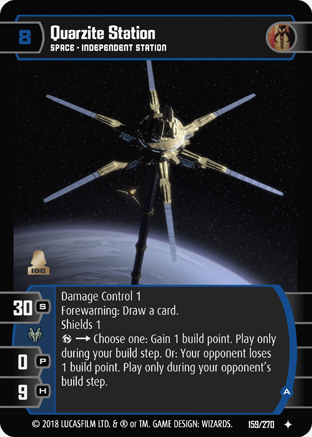 8 Quarzite Station
SPACE - INDEPENDENT STATION
IDC
30 S
0 P
9 H
Damage Control 1
Forewarning: Draw a card.
Shields 1
→ Choose one: Gain 1 build point. Play only
during your build step. Or: Your opponent loses
1 build point. Play only during your opponent's
build step.
A
© 2018 LUCASFILM LTD. & ® or TM. GAME DESIGN: WIZARDS. 159/270